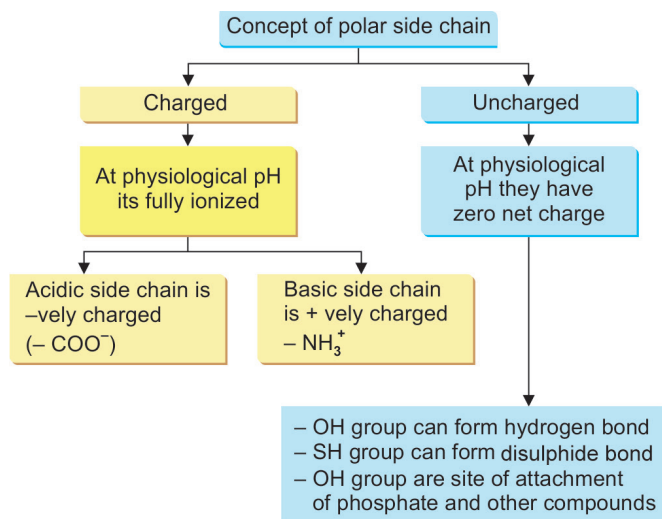 Concept of polar side chain
Charged
Uncharged
At physiological pH
its fully ionized
At physiological
pH they have
zero net charge
Acidic side chain is
–vely charged
(– COO⁻)
Basic side chain
is + vely charged
– NH₃⁺
– OH group can form hydrogen bond
– SH group can form disulphide bond
– OH group are site of attachment
of phosphate and other compounds